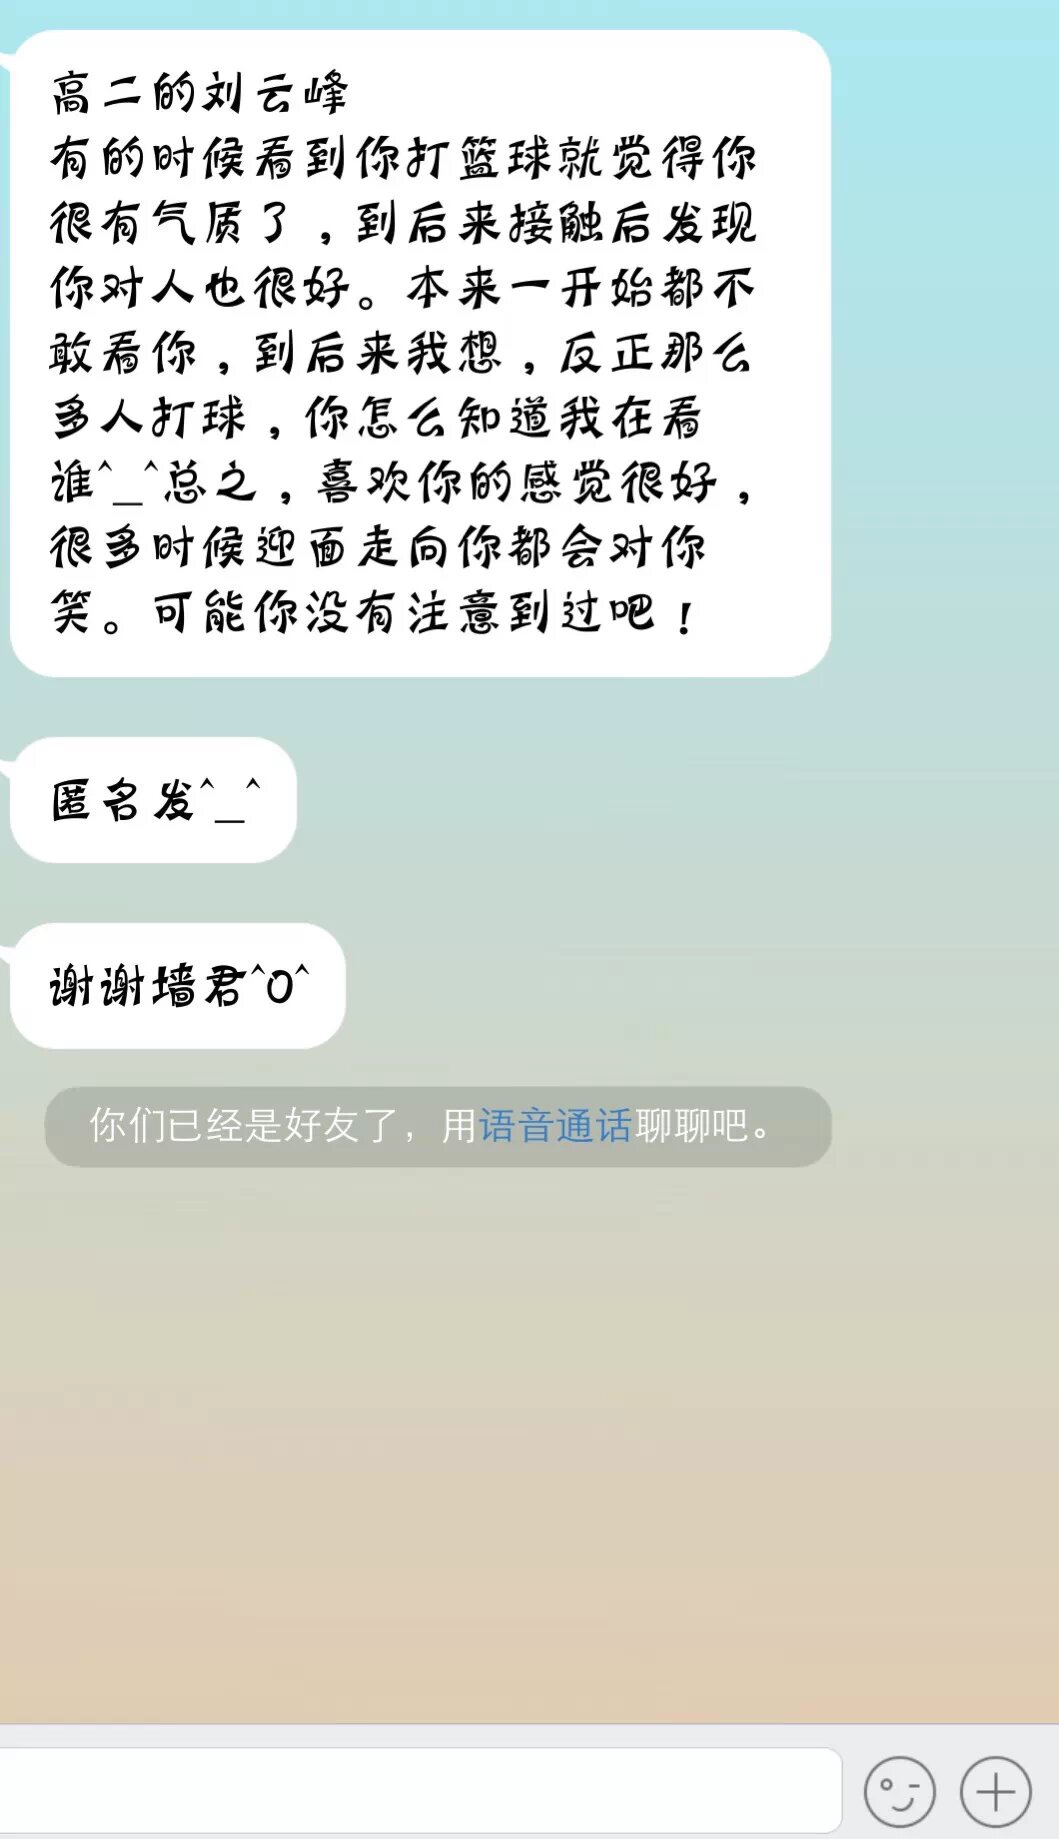 高二的刘云峰
有的时候看到你打篮球就觉得你
很有气质了，到后来接触后发现
你对人也很好。本来一开始都不
敢看你，到后来我想，反正那么
多人打球，你怎么知道我在看
谁^_^总之，喜欢你的感觉很好，
很多时候迎面走向你都会对你
笑。可能你没有注意到过吧！
匿名发^_^
谢谢墙君^O^
你们已经是好友了，用语音通话聊聊吧。